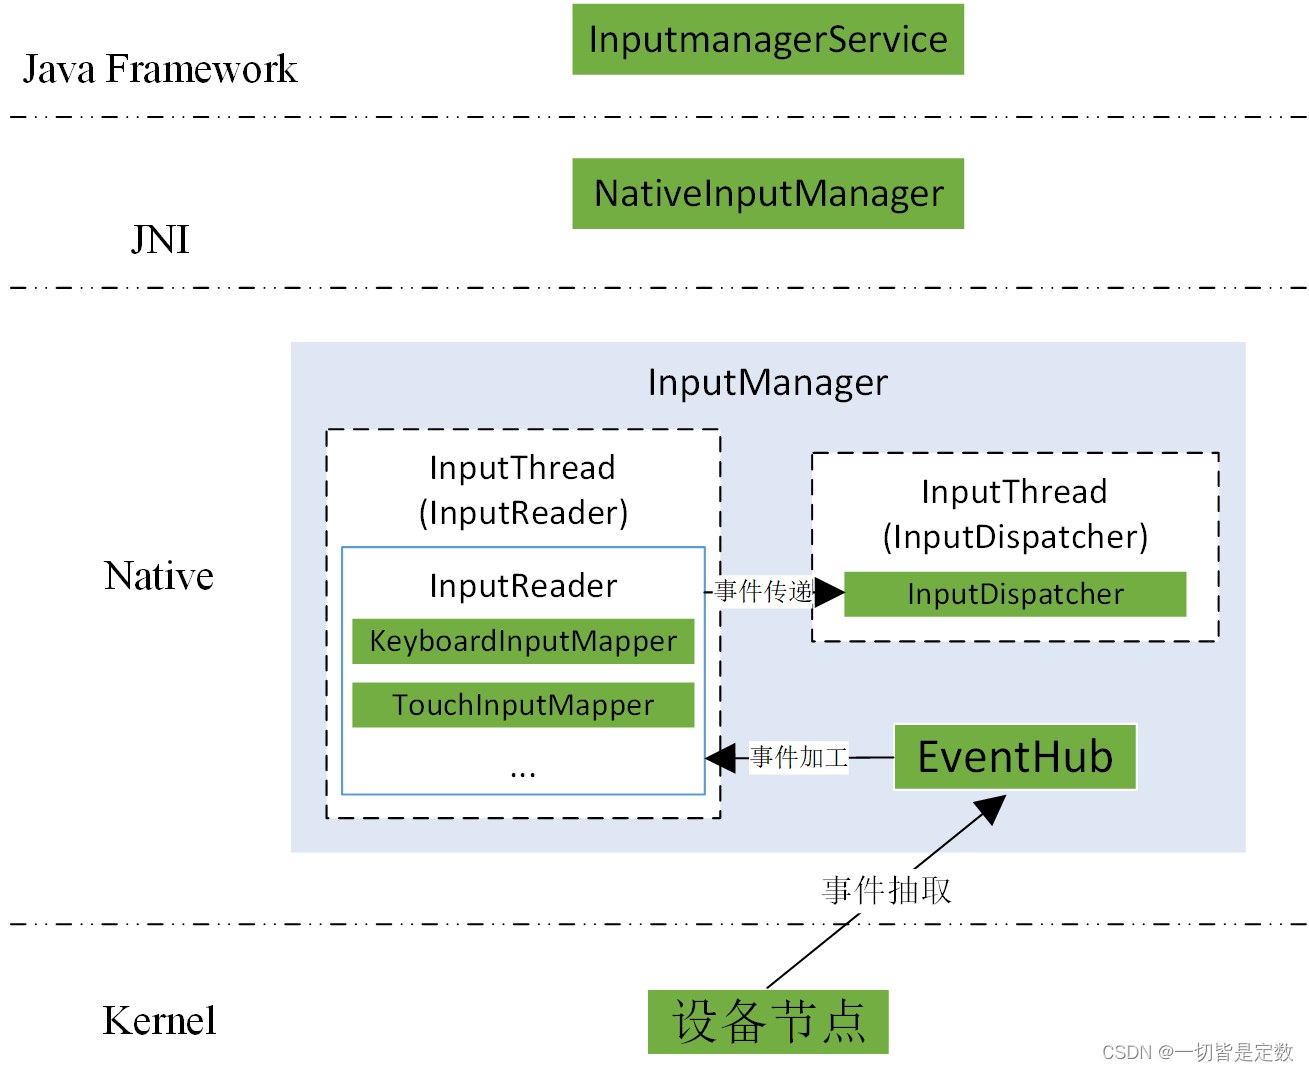 InputmanagerService
Java Framework
NativeInputManager
JNI
InputManager
InputThread
(InputReader)
InputThread
(InputDispatcher)
Native
InputReader
事件传递
InputDispatcher
KeyboardInputMapper
TouchInputMapper
...
事件加工
EventHub
事件抽取
Kernel
设备节点
CSDN @一切皆是定数